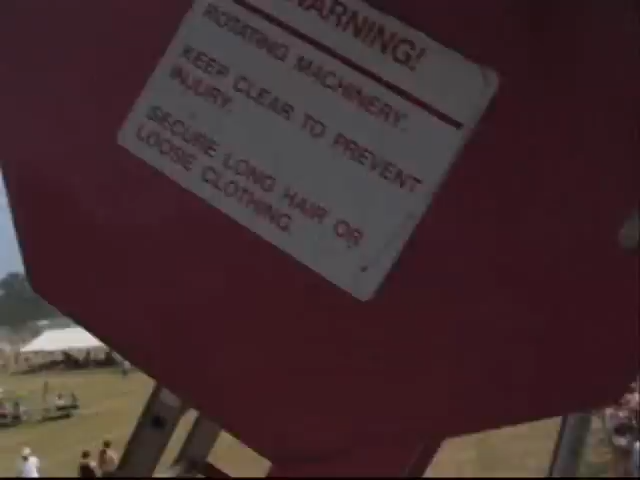 WARNING!
ROTATING MACHINERY.
KEEP CLEAR TO PREVENT
INJURY.
SECURE LONG HAIR OR
LOOSE CLOTHING.